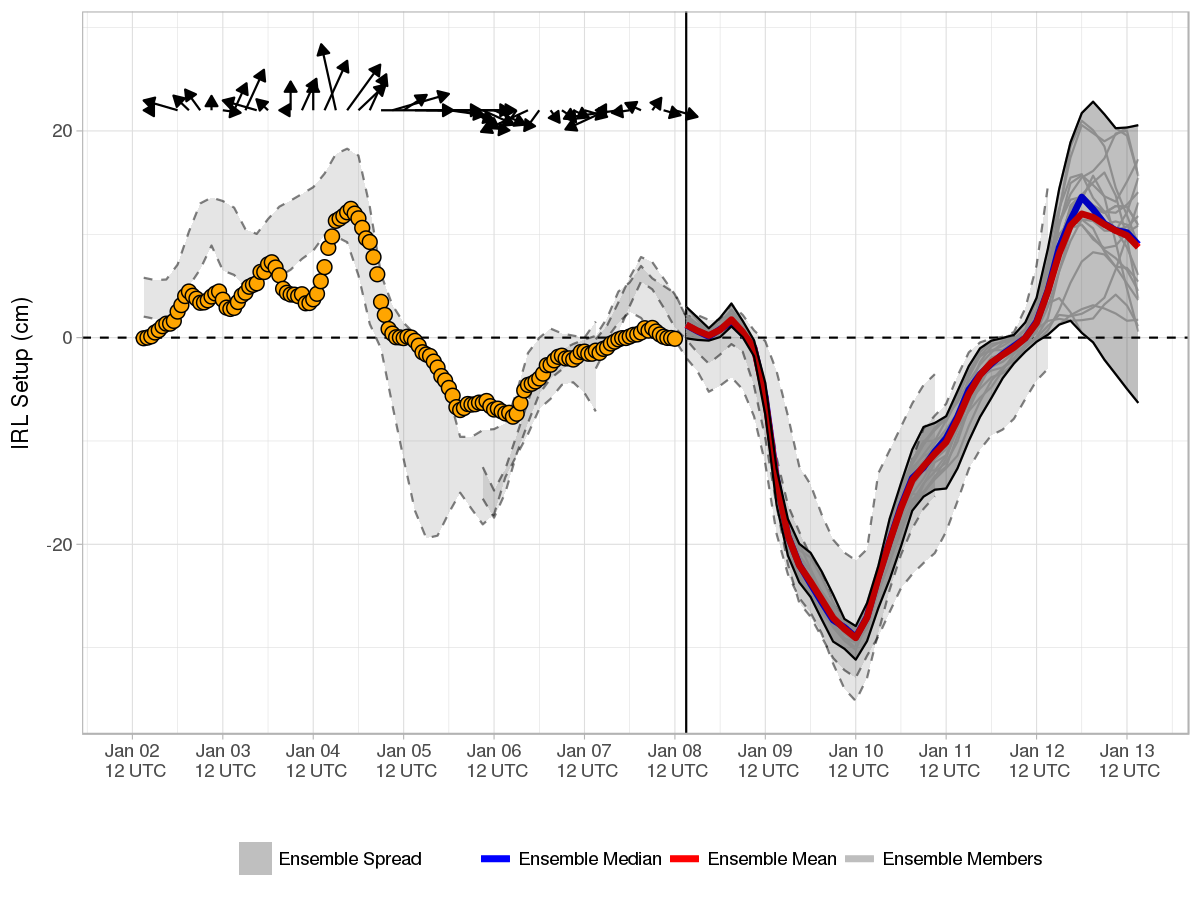 IRL Setup (cm)
20
0
-20
Jan 02 Jan 03 Jan 04 Jan 05 Jan 06 Jan 07 Jan 08 Jan 09 Jan 10 Jan 11 Jan 12 Jan 13
12 UTC 12 UTC 12 UTC 12 UTC 12 UTC 12 UTC 12 UTC 12 UTC 12 UTC 12 UTC 12 UTC 12 UTC
Ensemble Spread Ensemble Median Ensemble Mean Ensemble Members